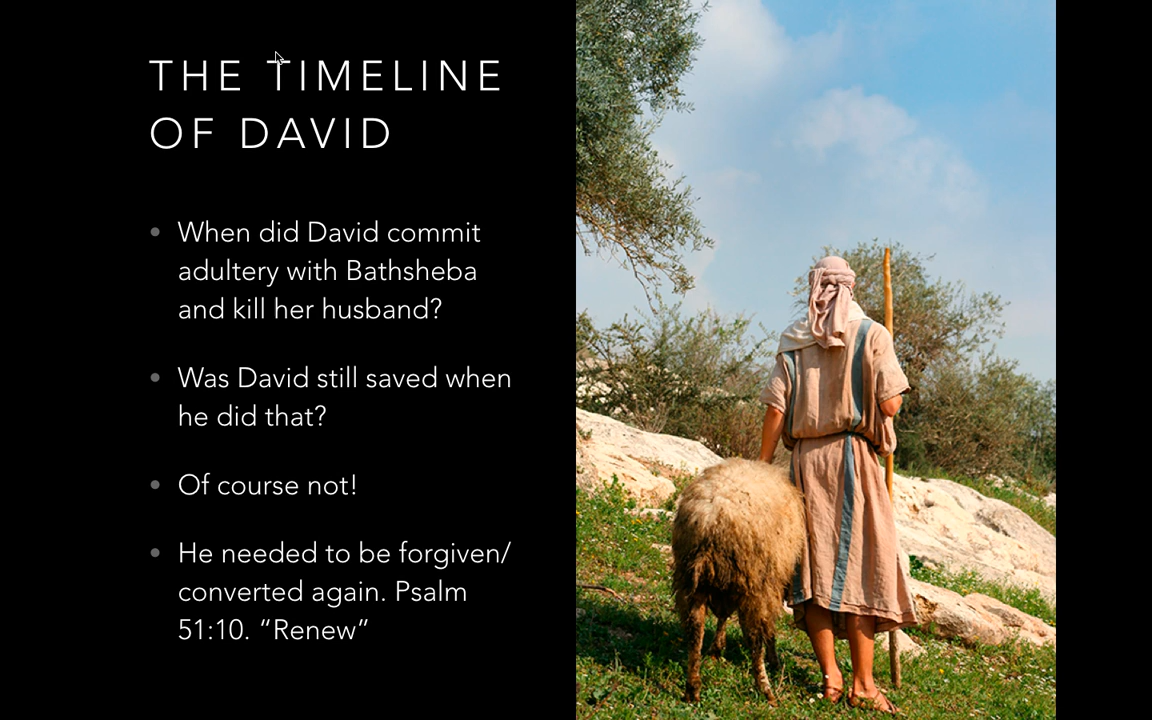 THE TIMELINE
OF DAVID
• When did David commit
adultery with Bathsheba
and kill her husband?
• Was David still saved when
he did that?
• Of course not!
• He needed to be forgiven/
converted again. Psalm
51:10. “Renew”